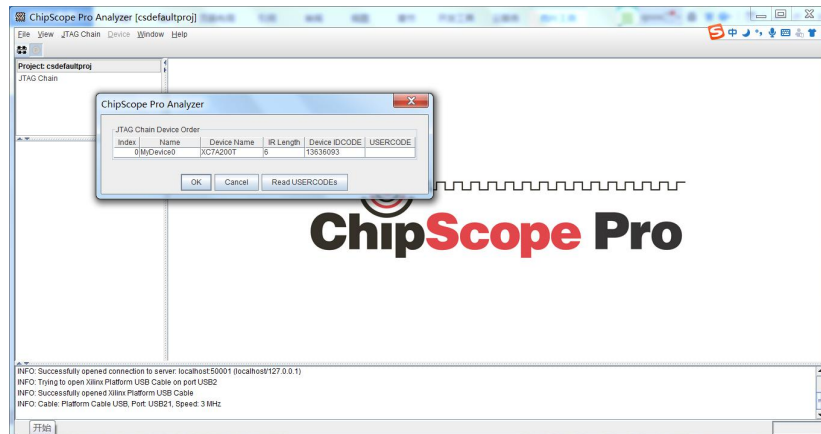 ChipScope Pro Analyzer [csdefaultproj]
File View JTAG Chain Device Window Help
中
Project: csdefaultproj
JTAG Chain
ChipScope Pro Analyzer
JTAG Chain Device Order
Index Name Device Name IR Length Device IDCODE USERCODE
0 MyDevice0 XC7A200T 6 13636093
OK Cancel Read USERCODEs
ChipScope Pro
INFO: Successfully opened connection to server: localhost:50001 (localhost/127.0.0.1)
INFO: Trying to open Xilinx Platform USB Cable on port USB2
INFO: Successfully opened Xilinx Platform USB Cable
INFO: Cable: Platform Cable USB, Port: USB21, Speed: 3 MHz
开始